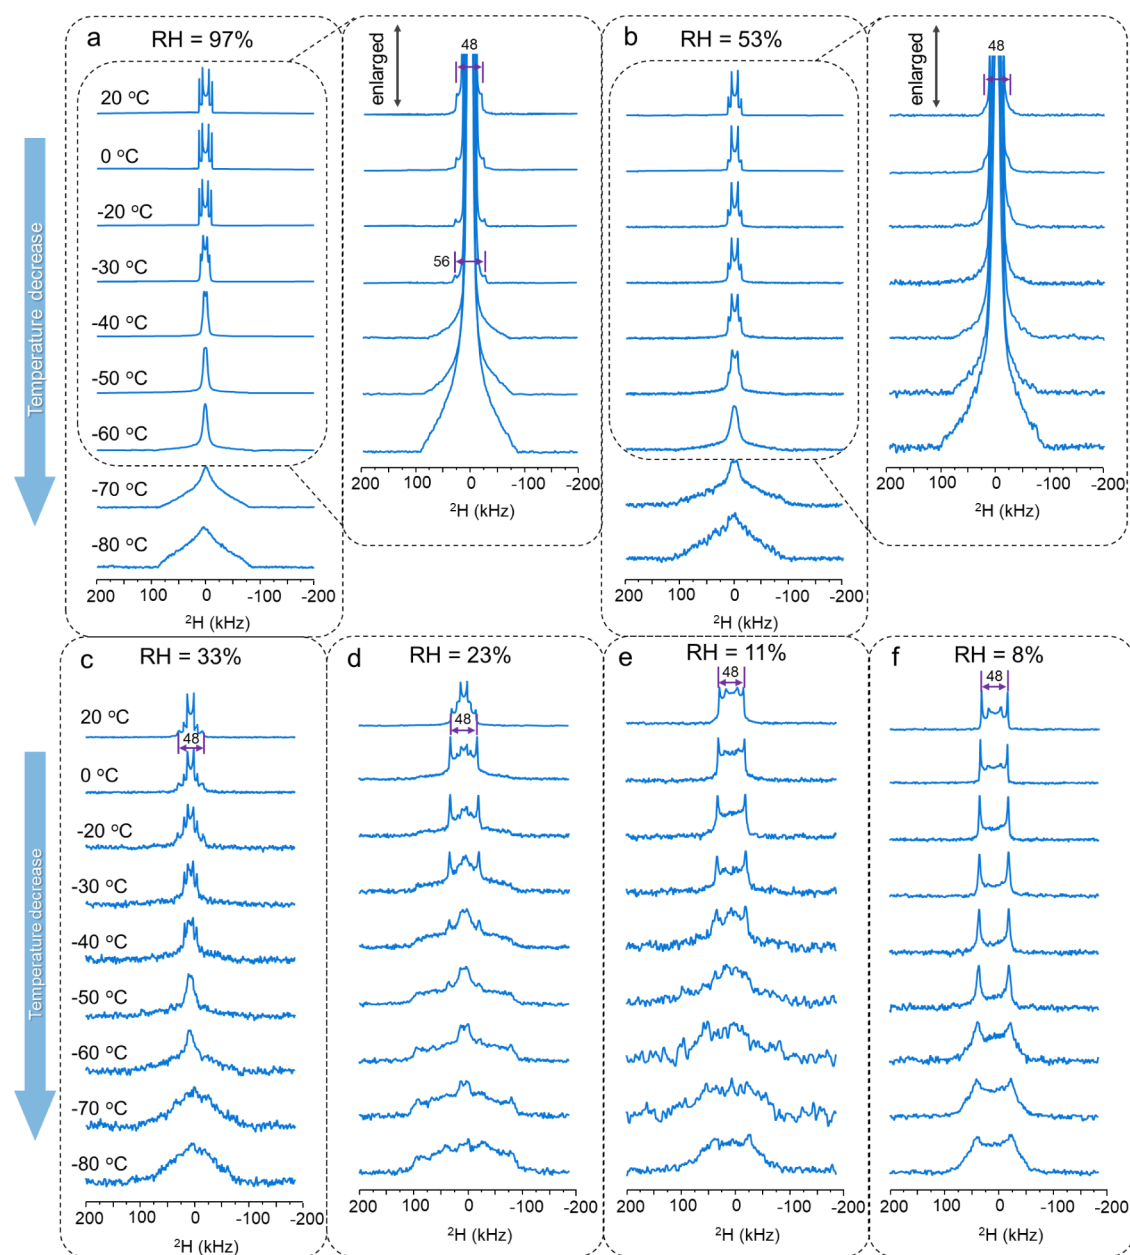 a RH = 97%
enlarged
48
b RH = 53%
enlarged
48
Temperature decrease
20 °C
0 °C
-20 °C
-30 °C
-40 °C
-50 °C
-60 °C
-70 °C
-80 °C
56
200 100 0 -100 -200
²H (kHz)
200 100 0 -100 -200
²H (kHz)
200 100 0 -100 -200
²H (kHz)
200 100 0 -100 -200
²H (kHz)
c RH = 33%
d RH = 23%
e RH = 11%
f RH = 8%
Temperature decrease
20 °C
0 °C
-20 °C
-30 °C
-40 °C
-50 °C
-60 °C
-70 °C
-80 °C
48
48
48
48
200 100 0 -100 -200
²H (kHz)
200 100 0 -100 -200
²H (kHz)
200 100 0 -100 -200
²H (kHz)
200 100 0 -100 -200
²H (kHz)